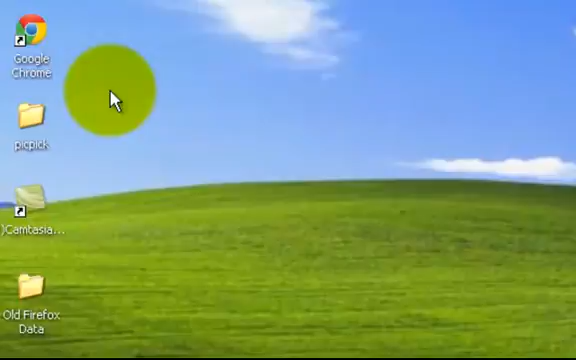 Google
Chrome
picpick
)Camtasia...
Old Firefox
Data